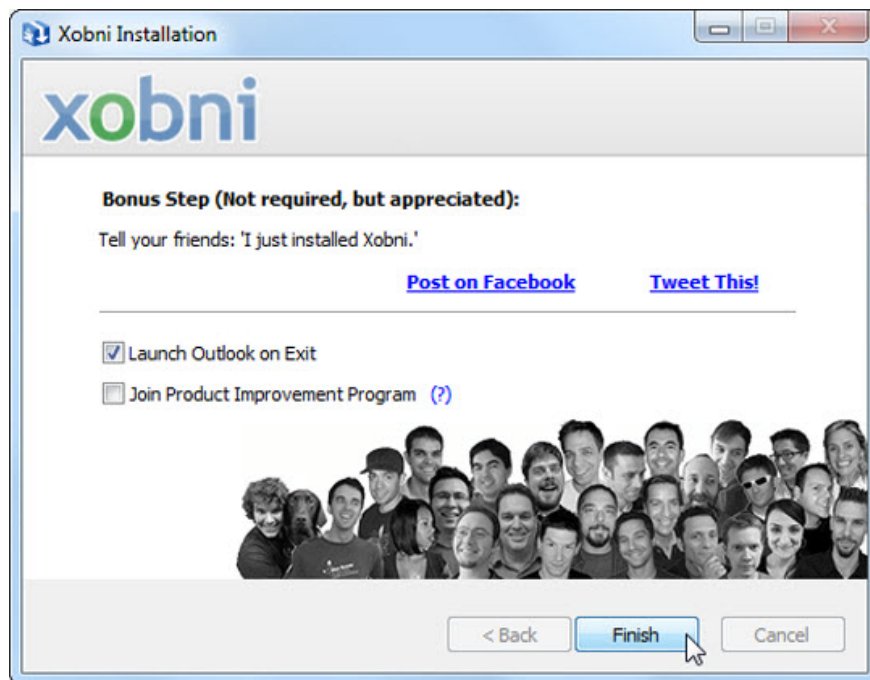 Xobni Installation
xobni
Bonus Step (Not required, but appreciated):
Tell your friends: 'I just installed Xobni.'
Post on Facebook Tweet This!
Launch Outlook on Exit
Join Product Improvement Program (?)
< Back Finish Cancel